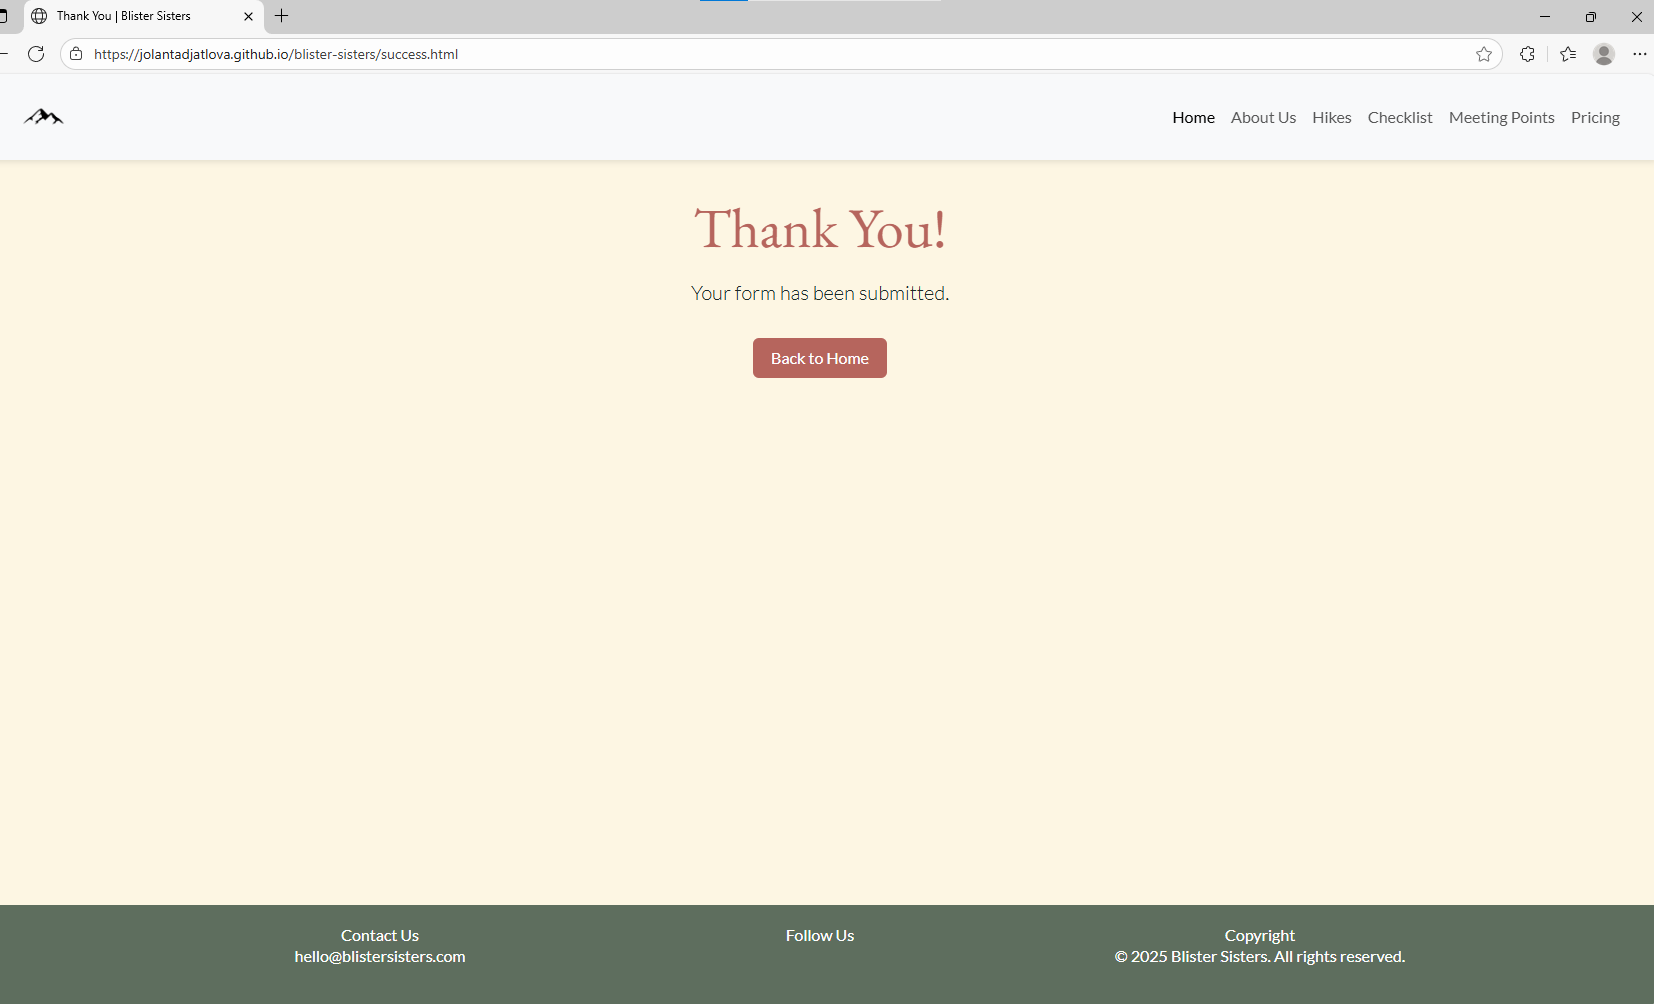 Thank You | Blister Sisters
https://jolantadjatlova.github.io/blister-sisters/success.html
Home About Us Hikes Checklist Meeting Points Pricing
Thank You!
Your form has been submitted.
Back to Home
Contact Us
hello@blistersisters.com
Follow Us
Copyright
© 2025 Blister Sisters. All rights reserved.